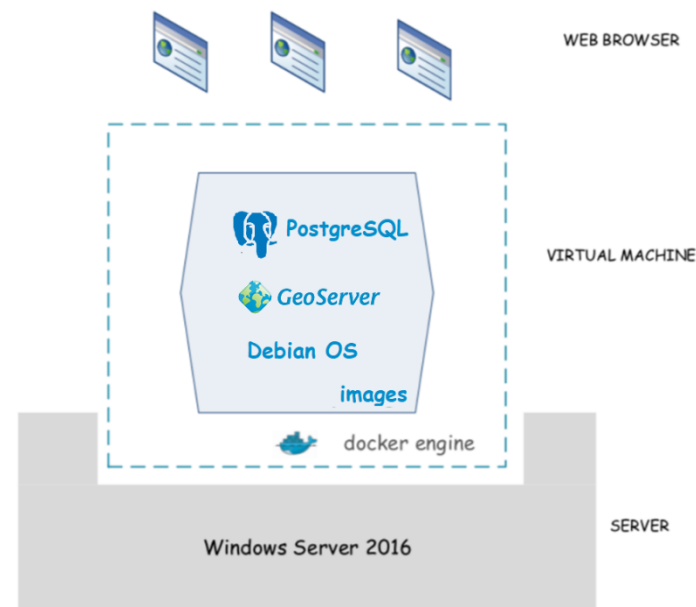 WEB BROWSER
PostgreSQL
VIRTUAL MACHINE
GeoServer
Debian OS
images
docker engine
SERVER
Windows Server 2016